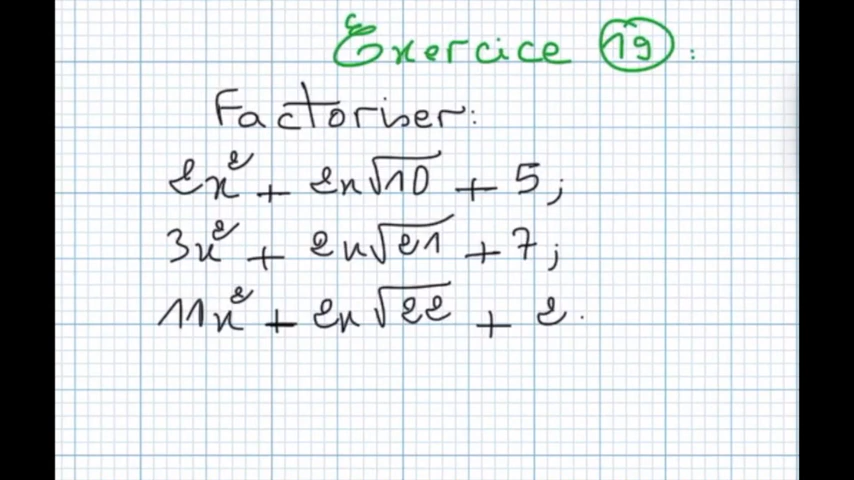 Exercice 19 :
Factoriser :
2x² + 2x√10 + 5 ;
3x² + 2x√21 + 7 ;
11x² + 2x√22 + 2 .